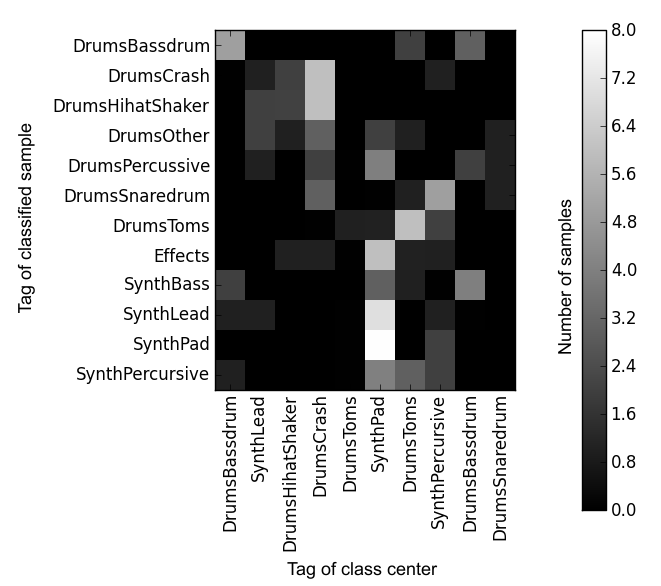 DrumsBassdrum
DrumsCrash
DrumsHihatShaker
DrumsOther
DrumsPercussive
DrumsSnaredrum
DrumsToms
Effects
SynthBass
SynthLead
SynthPad
SynthPercursive
Tag of classified sample
DrumsBassdrum
SynthLead
DrumsHihatShaker
DrumsCrash
DrumsToms
SynthPad
DrumsToms
SynthPercursive
DrumsBassdrum
DrumsSnaredrum
Tag of class center
8.0
7.2
6.4
5.6
4.8
4.0
3.2
2.4
1.6
0.8
0.0
Number of samples